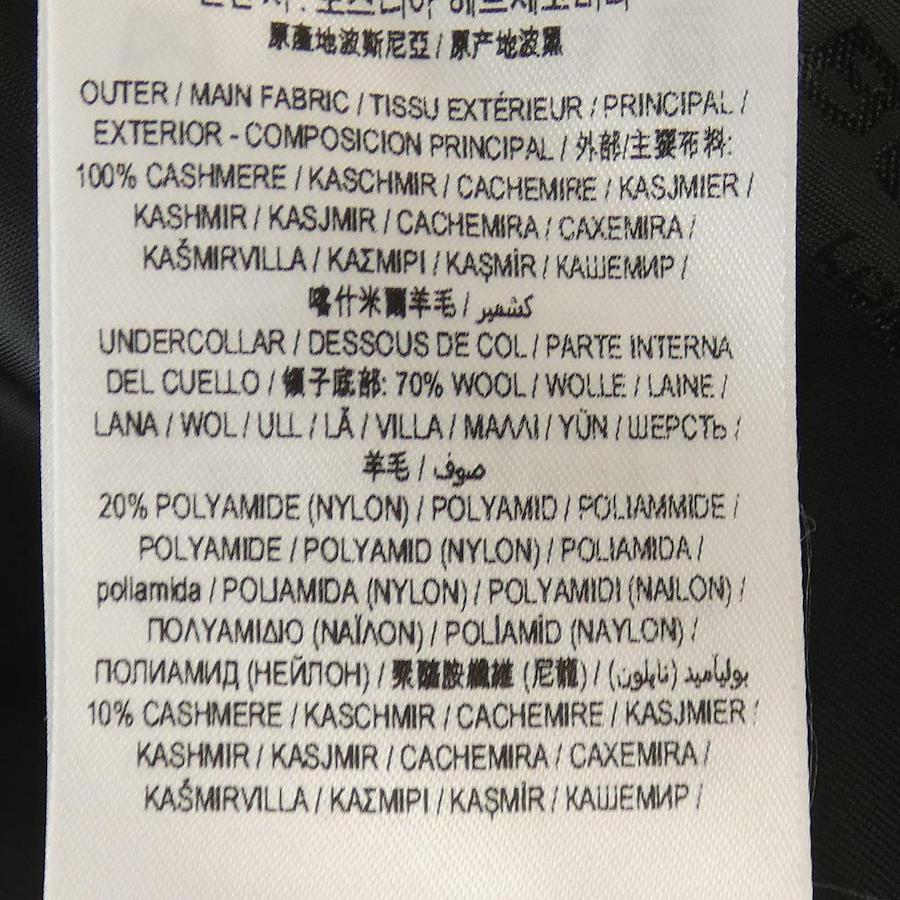 原產地波斯尼亞 / 原产地波黑
OUTER / MAIN FABRIC / TISSU EXTÉRIEUR / PRINCIPAL /
EXTERIOR - COMPOSICION PRINCIPAL / 外部/主要布料:
100% CASHMERE / KASCHMIR / CACHEMIRE / KASJMIER /
KASHMIR / KASJMIR / CACHEMIRA / CAXEMIRA /
KAŠMIRVILLA / ΚΑΣΜΙΡΙ / KAŞMİR / КАШЕМИР /
喀什米爾羊毛 / كشمير
UNDERCOLLAR / DESSOUS DE COL / PARTE INTERNA
DEL CUELLO / 領子底部: 70% WOOL / WOLLE / LAINE /
LANA / WOL / ULL / LÃ / VILLA / ΜΑΛΛΙ / YÜN / ШЕРСТЬ /
羊毛 / صوف
20% POLYAMIDE (NYLON) / POLYAMID / POLIAMMIDE /
POLYAMIDE / POLYAMID (NYLON) / POLIAMIDA /
poliamida / POLIAMIDA (NYLON) / POLYAMIDI (NAILON) /
ΠΟΛΥΑΜΙΔΙΟ (ΝΑΪΛΟΝ) / POLİAMİD (NAYLON) /
ПОЛИАМИД (НЕЙЛОН) / 聚醯胺纖維 (尼龍) / بولياميد (نايلون)
10% CASHMERE / KASCHMIR / CACHEMIRE / KASJMIER /
KASHMIR / KASJMIR / CACHEMIRA / CAXEMIRA /
KAŠMIRVILLA / ΚΑΣΜΙΡΙ / KAŞMİR / КАШЕМИР /